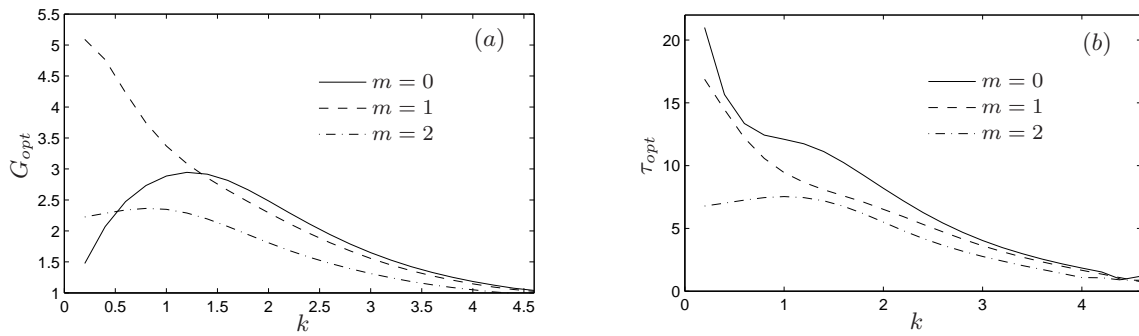 (a)
5.5
5
4.5
4
3.5
3
2.5
2
1.5
1
G_opt
m = 0
m = 1
m = 2
0 0.5 1 1.5 2 2.5 3 3.5 4 4.5
k
(b)
20
15
10
5
0
τ_opt
m = 0
m = 1
m = 2
0 1 2 3 4
k